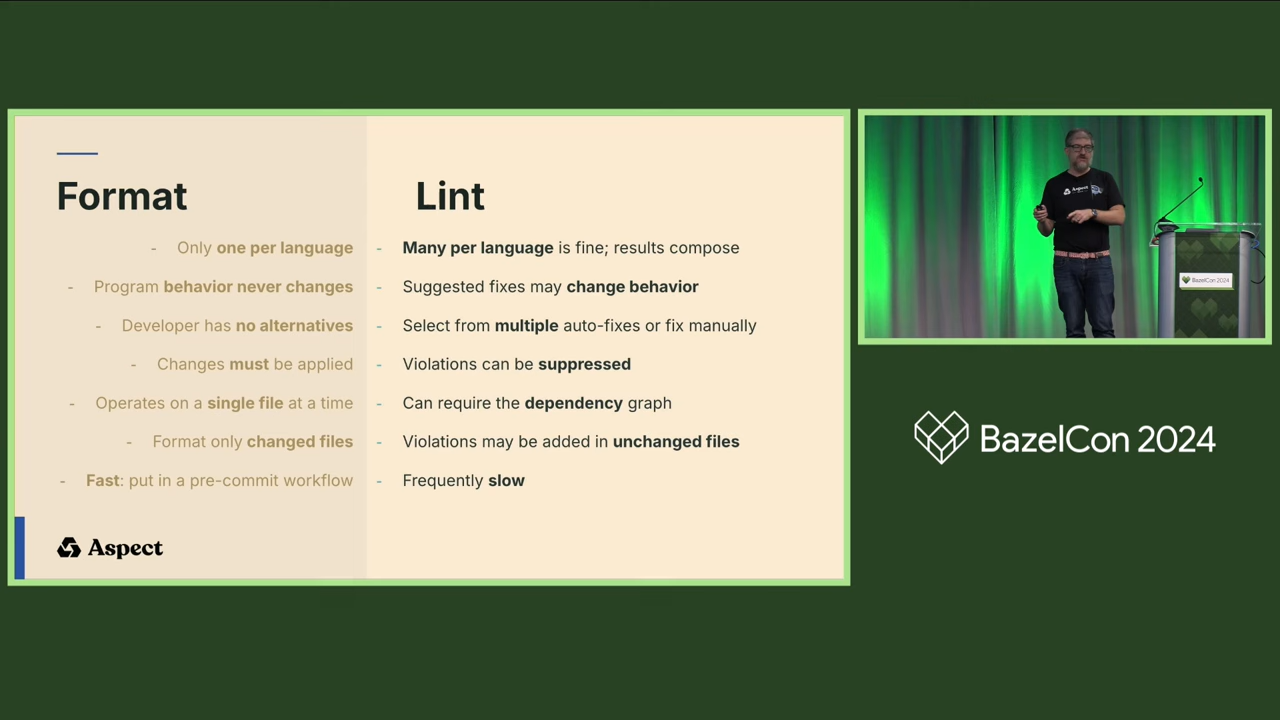 Format
- Only one per language
- Program behavior never changes
- Developer has no alternatives
- Changes must be applied
- Operates on a single file at a time
- Format only changed files
- Fast: put in a pre-commit workflow
Lint
- Many per language is fine; results compose
- Suggested fixes may change behavior
- Select from multiple auto-fixes or fix manually
- Violations can be suppressed
- Can require the dependency graph
- Violations may be added in unchanged files
- Frequently slow
Aspect
Aspect
BazelCon 2024
BazelCon 2024